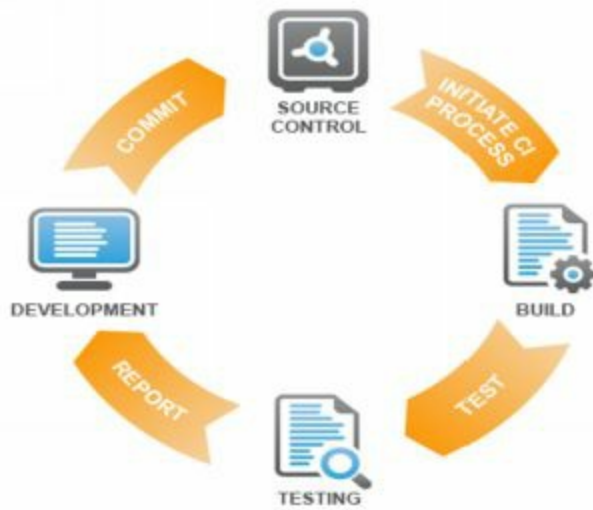 SOURCE
CONTROL
COMMIT
INITIATE CI
PROCESS
DEVELOPMENT
BUILD
REPORT
TEST
TESTING